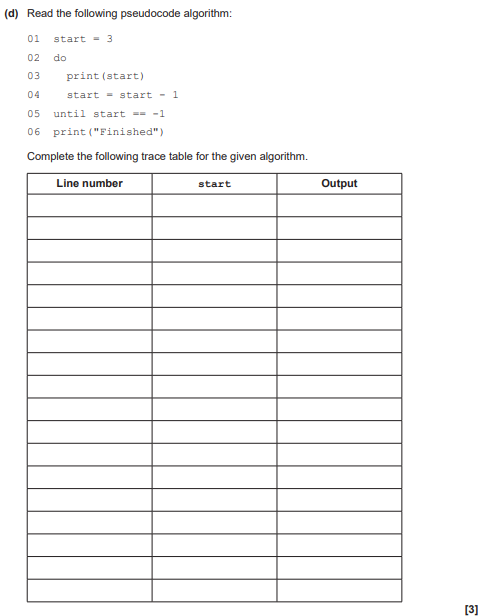 (d) Read the following pseudocode algorithm:
01 start = 3
02 do
03 print(start)
04 start = start - 1
05 until start == -1
06 print("Finished")
Complete the following trace table for the given algorithm.
Line number start Output
[3]